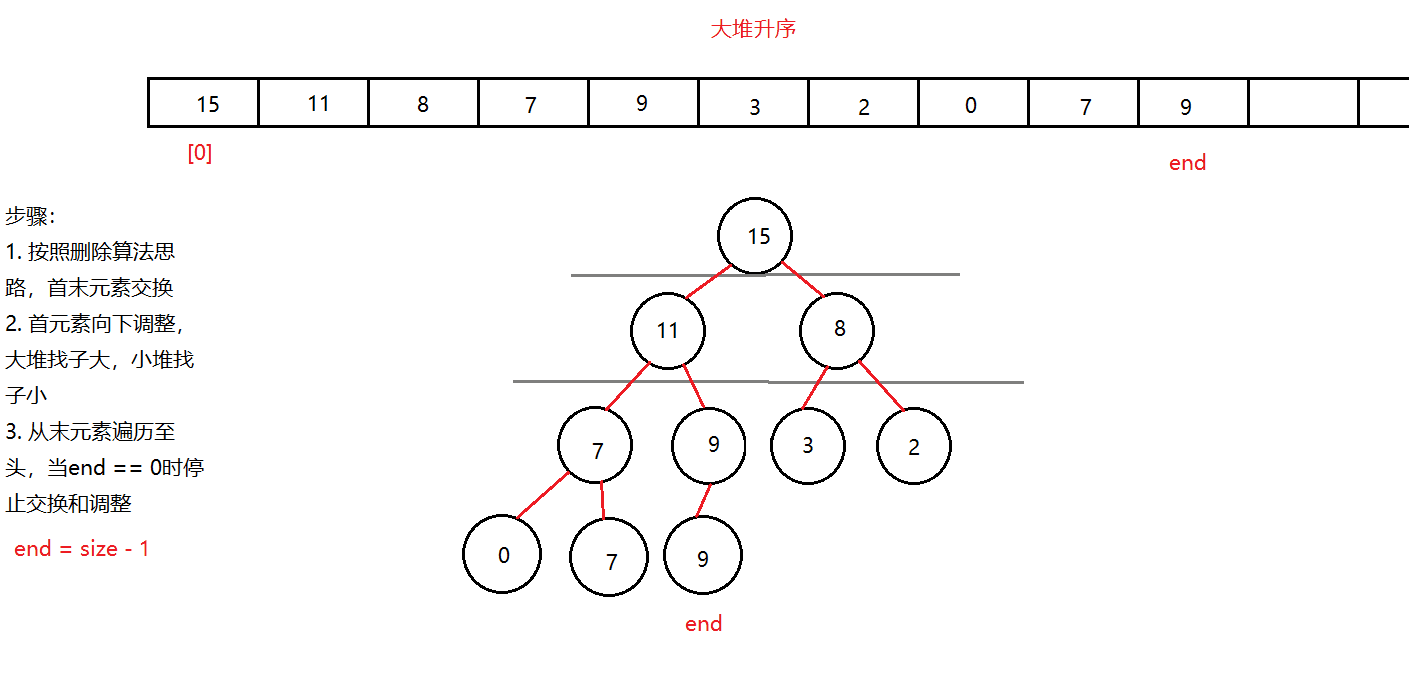 大堆升序
15 11 8 7 9 3 2 0 7 9
[0] end
步骤：
1. 按照删除算法思
路，首末元素交换
2. 首元素向下调整，
大堆找子大，小堆找
子小
3. 从末元素遍历至
头，当end == 0时停
止交换和调整
end = size - 1
15
11 8
7 9 3 2
0 7 9
end